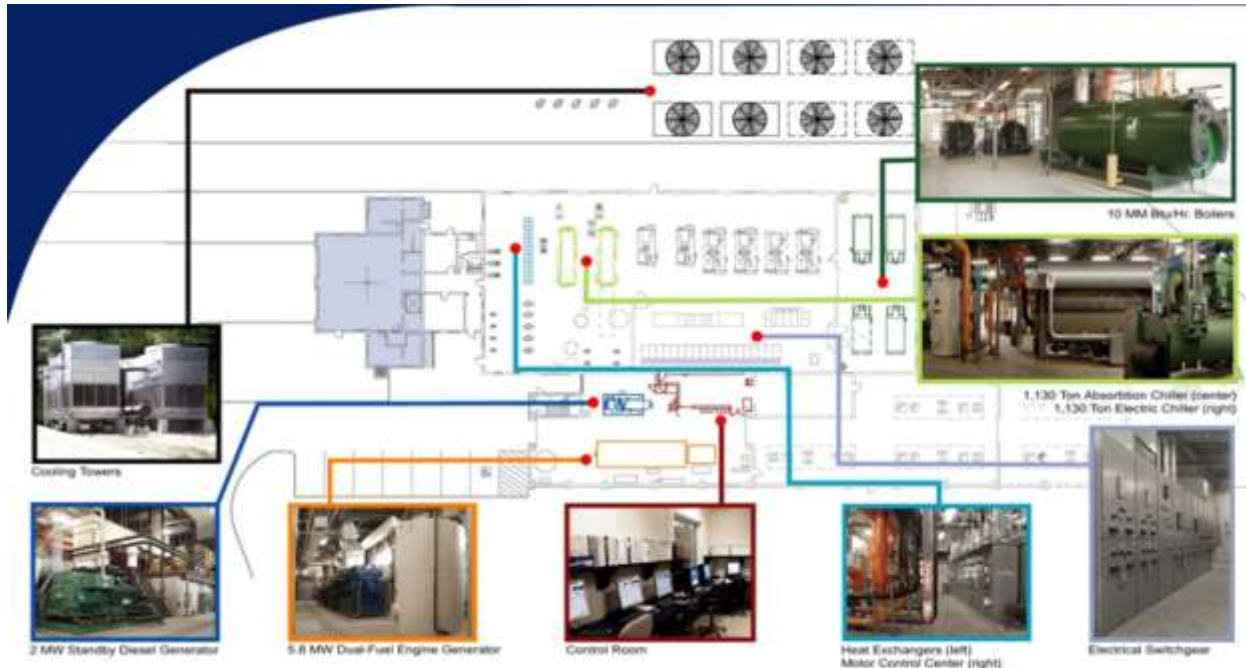 10 MM Btu/Hr. Boilers
1,130 Ton Absorbtion Chiller (center)
1,130 Ton Electric Chiller (right)
Cooling Towers
2 MW Standby Diesel Generator
5.8 MW Dual-Fuel Engine Generator
Control Room
Heat Exchangers (left)
Motor Control Center (right)
Electrical Switchgear